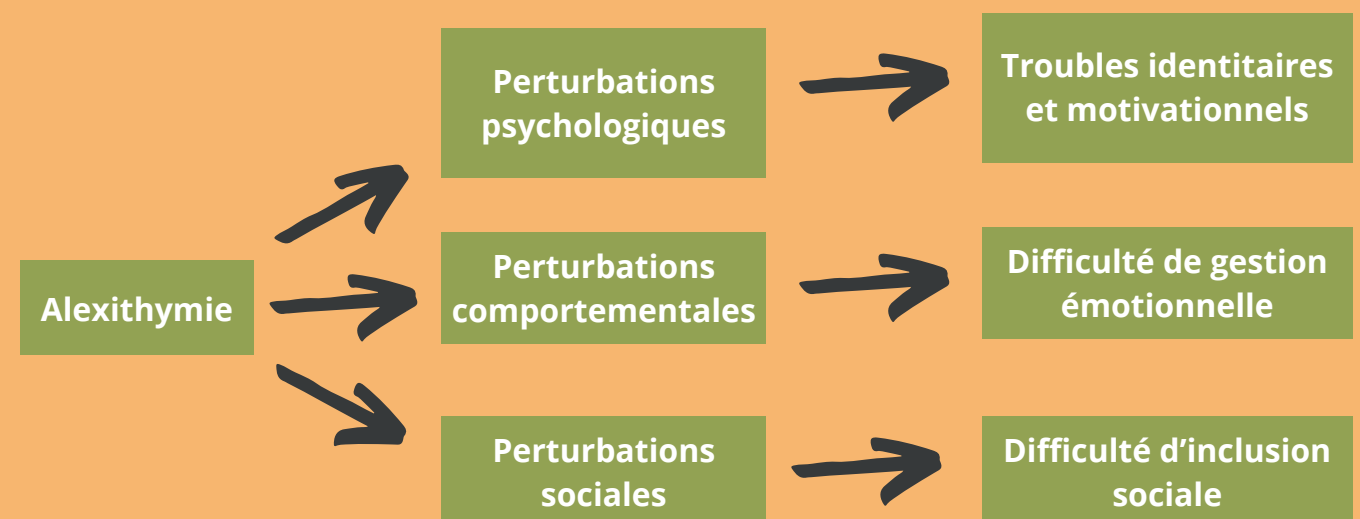 Alexithymie
Perturbations
psychologiques
Troubles identitaires
et motivationnels
Perturbations
comportementales
Difficulté de gestion
émotionnelle
Perturbations
sociales
Difficulté d’inclusion
sociale